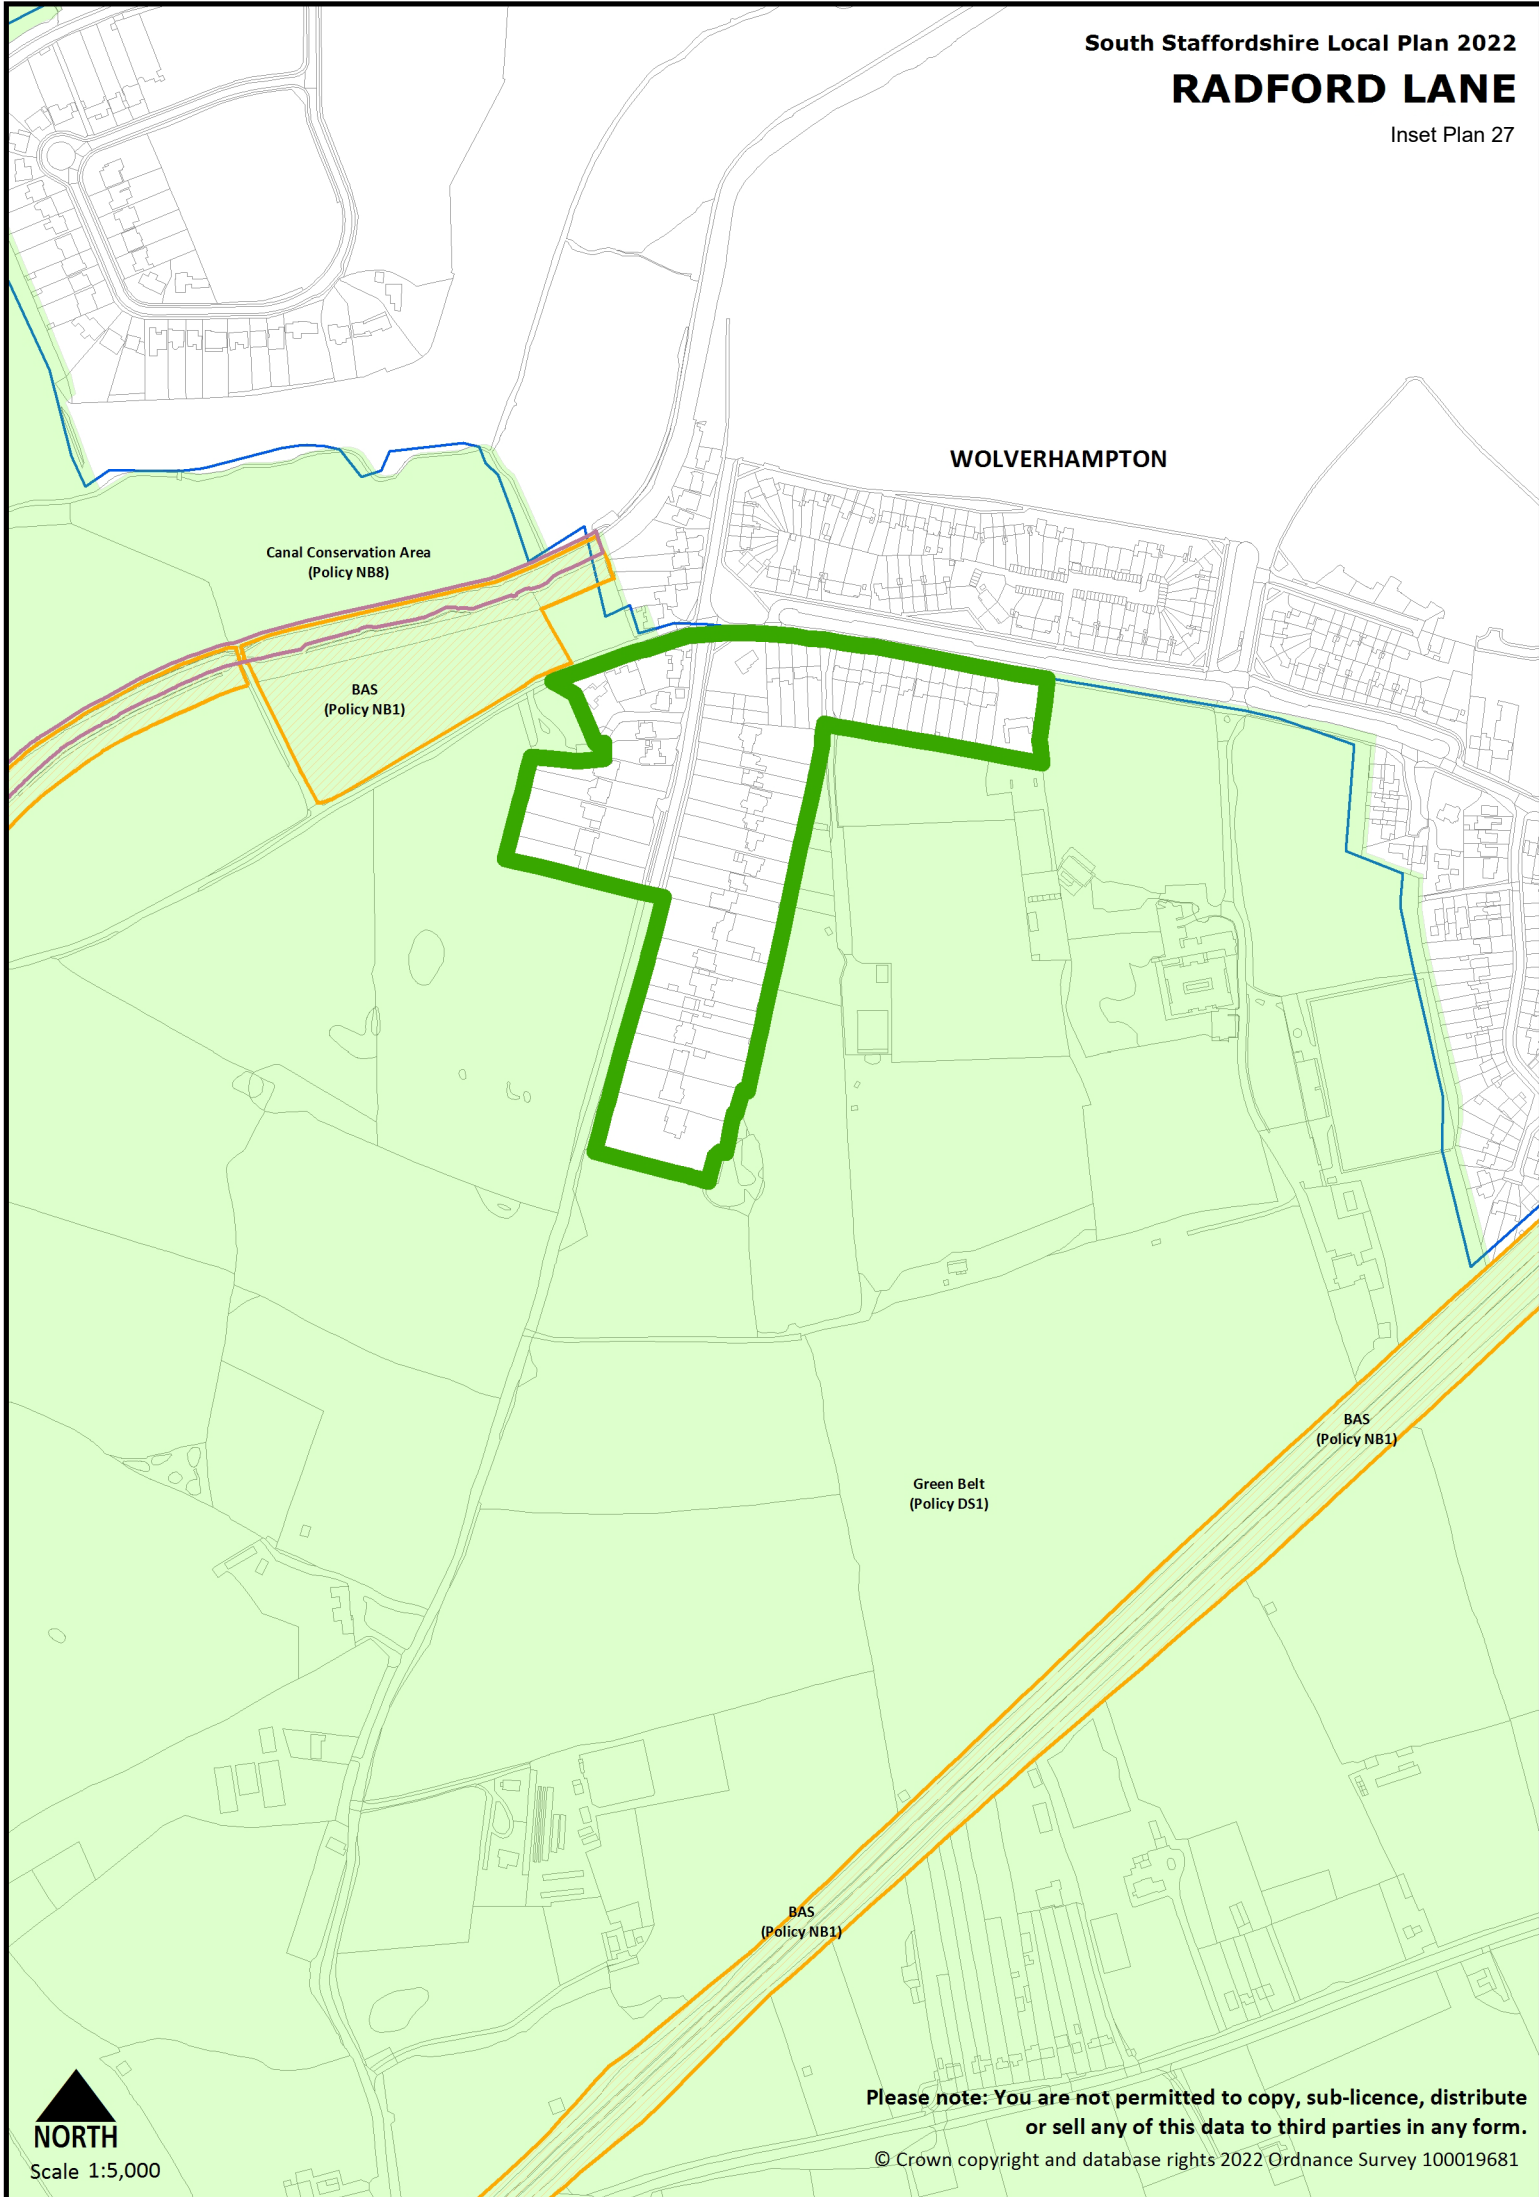 South Staffordshire Local Plan 2022
RADFORD LANE
Inset Plan 27
WOLVERHAMPTON
Canal Conservation Area
(Policy NB8)
BAS
(Policy NB1)
BAS
(Policy NB1)
Green Belt
(Policy DS1)
BAS
(Policy NB1)
NORTH
Scale 1:5,000
Please note: You are not permitted to copy, sub-licence, distribute
or sell any of this data to third parties in any form.
© Crown copyright and database rights 2022 Ordnance Survey 100019681